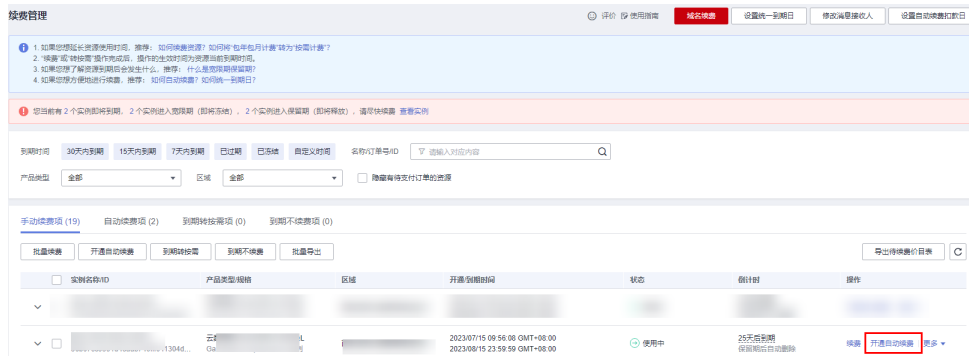 续费管理
评价 使用指南 域名续费 设置统一到期日 修改消息接收人 设置自动续费扣款日
1. 如果您想延长资源使用时间，推荐： 如何续费资源？如何将“包年包月计费”转为“按需计费”？
2. “续费”或“转按需”操作完成后，操作的生效时间为资源当前到期时间。
3. 如果您想了解资源到期后会发生什么，推荐： 什么是宽限期保留期？
4. 如果您想方便地进行续费，推荐： 如何自动续费？如何统一到期日？
您当前有 2 个实例即将到期， 2 个实例进入宽限期（即将冻结）， 2 个实例进入保留期（即将释放），请尽快续费 查看实例
到期时间 30天内到期 15天内到期 7天内到期 已过期 已冻结 自定义时间 名称/订单号/ID 请输入对应内容
产品类型 全部 区域 全部 隐藏有待支付订单的资源
手动续费项 (19) 自动续费项 (2) 到期转按需项 (0) 到期不续费项 (0)
批量续费 开通自动续费 到期转按需 到期不续费 批量导出 导出待续费价目表
实例名称/ID 产品类型/规格 区域 开通/到期时间 状态 倒计时 操作
2023/07/15 09:56:08 GMT+08:00 使用中 25天后到期 续费 开通自动续费 更多
2023/08/15 23:59:59 GMT+08:00 保留期后自动删除